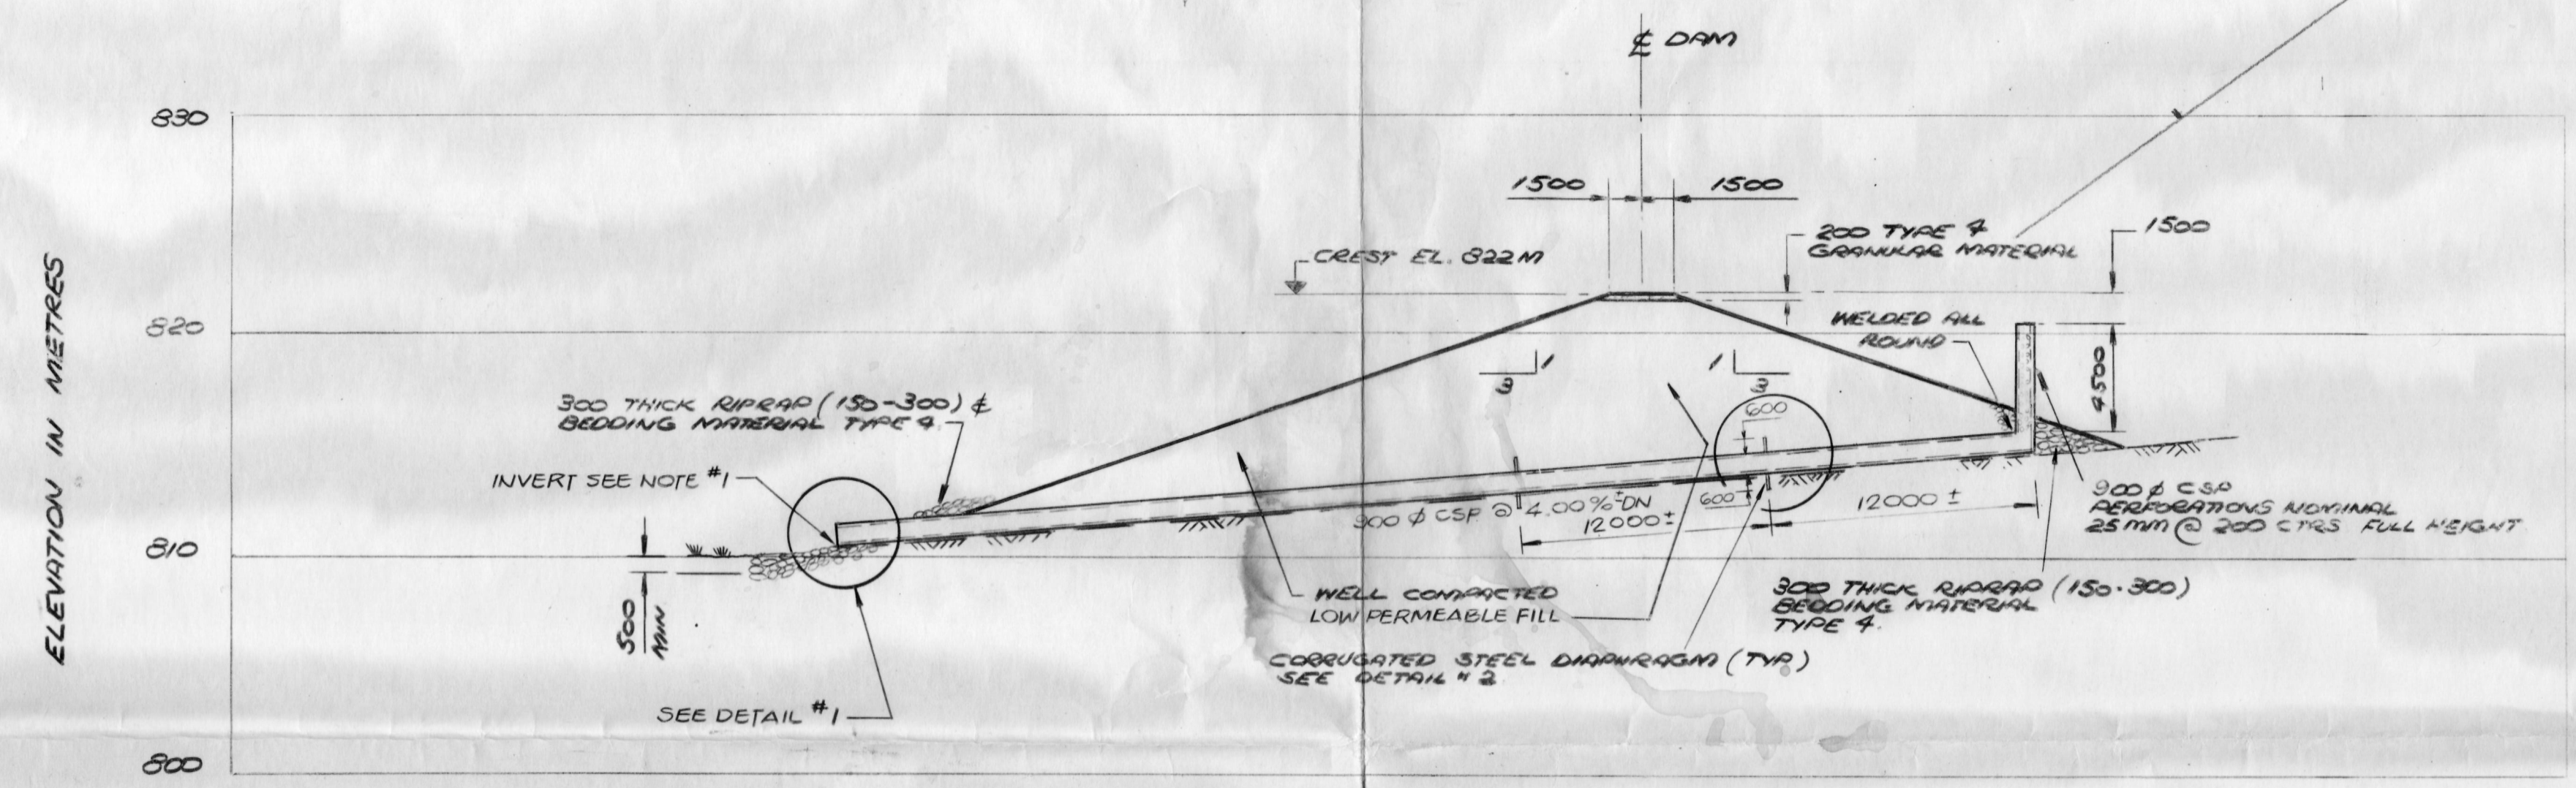 ℄ DAM
830
1500
1500
200 TYPE 4
GRANULAR MATERIAL
1500
CREST EL. 822 M
820
WELDED ALL
ROUND
1
3
1
3
4500
ELEVATION IN METRES
300 THICK RIPRAP (150-300) ¢
BEDDING MATERIAL TYPE 4
600
INVERT SEE NOTE #1
900 Ø CSP @ 4.00%± DN
600
12000 ±
12000 ±
900 Ø CSP
PERFORATIONS NOMINAL
25 mm @ 200 CTRS FULL HEIGHT
810
500
MIN
WELL COMPACTED
LOW PERMEABLE FILL
300 THICK RIPRAP (150-300)
BEDDING MATERIAL
TYPE 4.
CORRUGATED STEEL DIAPHRAGM (TYP)
SEE DETAIL " 2
SEE DETAIL #1
800